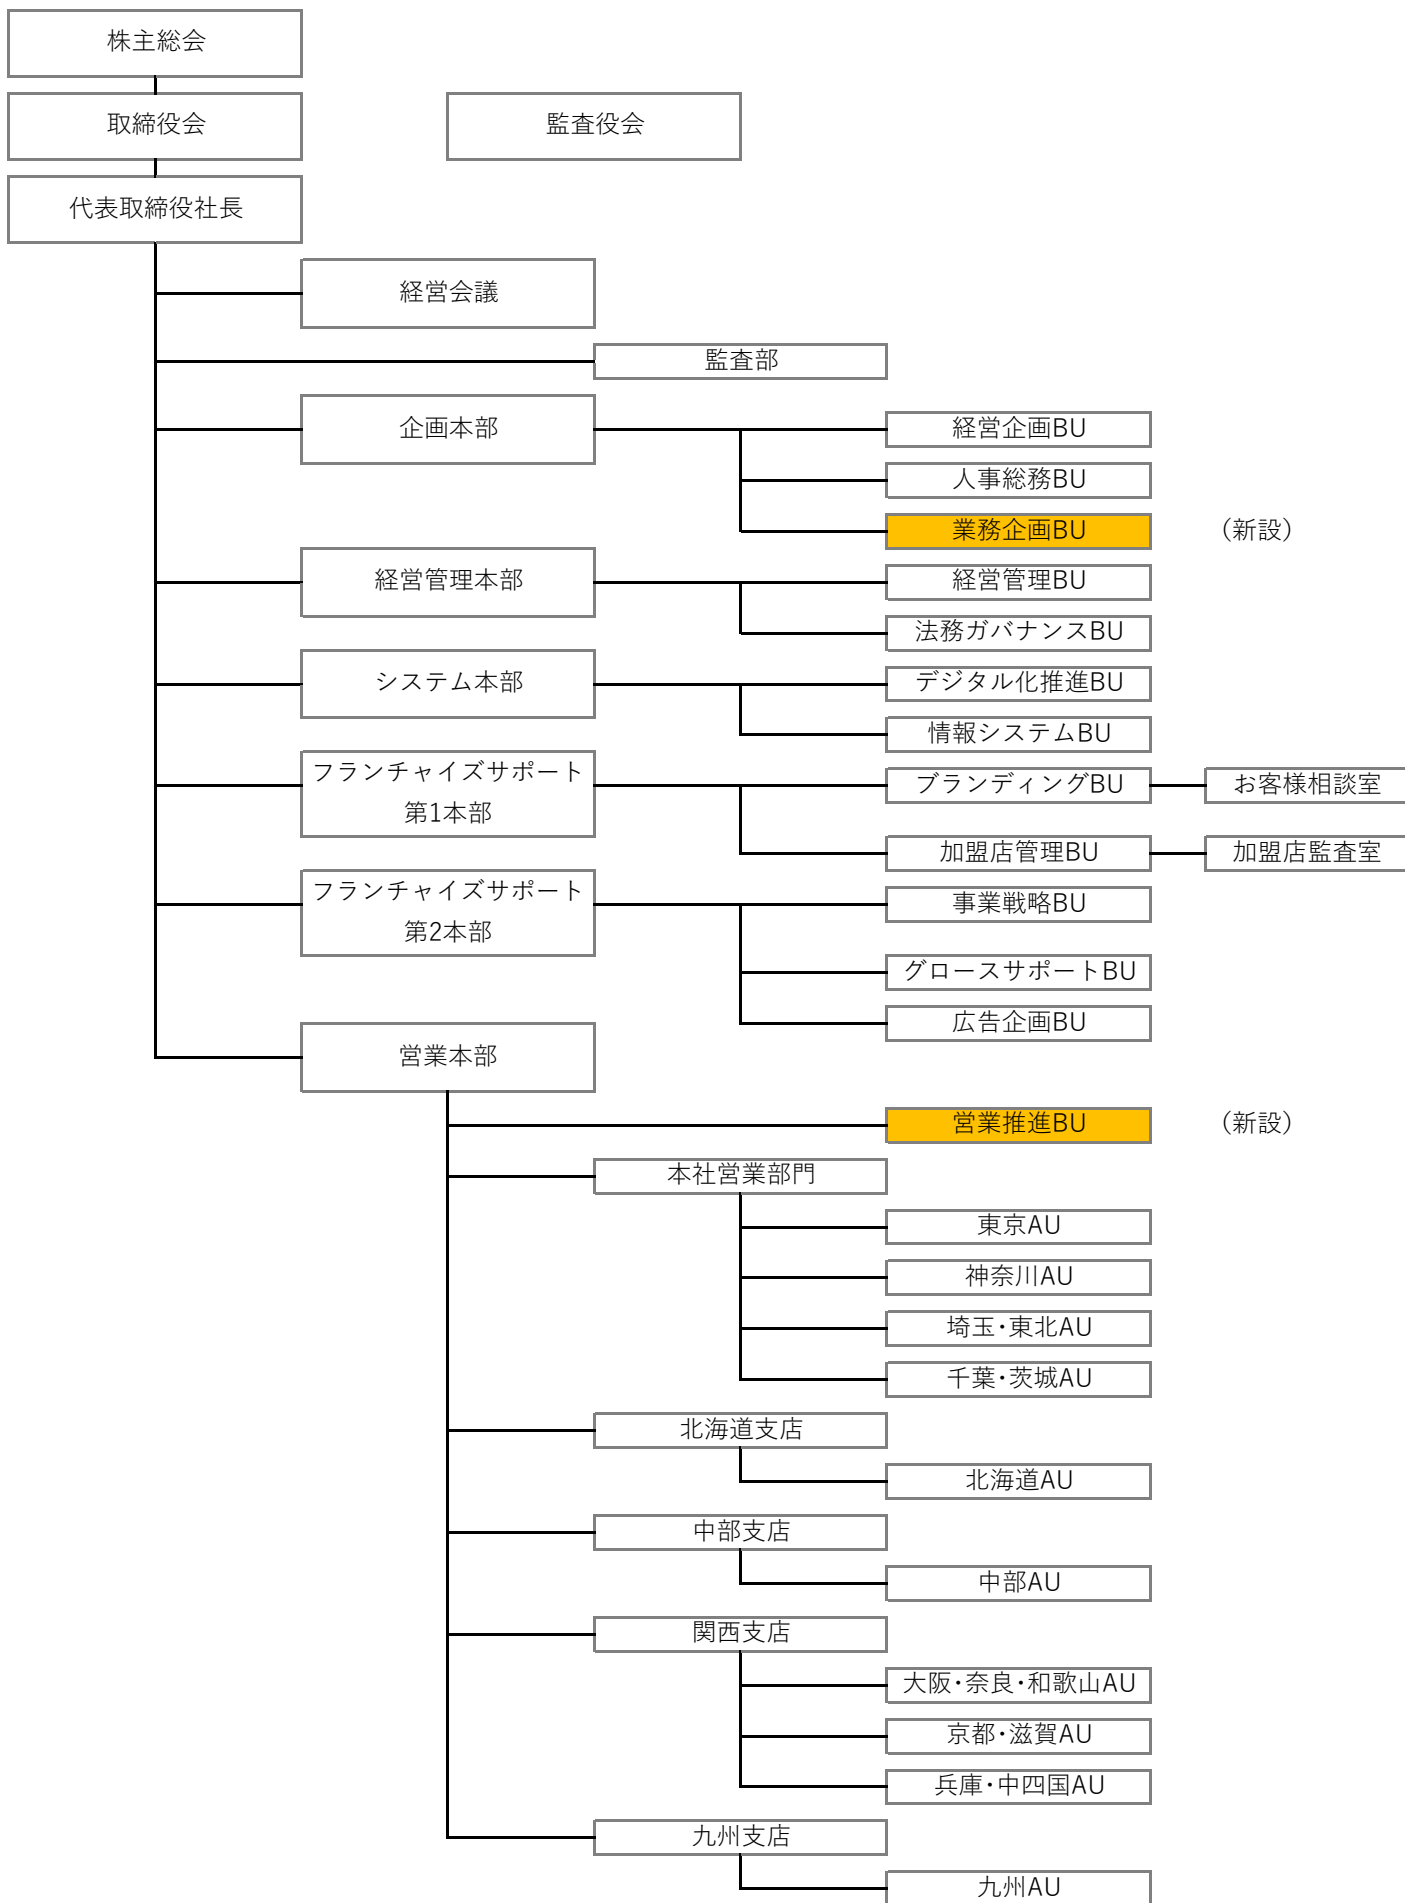 株主総会
取締役会
監査役会
代表取締役社長
経営会議
監査部
企画本部
経営企画BU
人事総務BU
業務企画BU
（新設）
経営管理本部
経営管理BU
法務ガバナンスBU
システム本部
デジタル化推進BU
情報システムBU
フランチャイズサポート
第1本部
ブランディングBU
お客様相談室
加盟店管理BU
加盟店監査室
フランチャイズサポート
第2本部
事業戦略BU
グロースサポートBU
広告企画BU
営業本部
営業推進BU
（新設）
本社営業部門
東京AU
神奈川AU
埼玉・東北AU
千葉・茨城AU
北海道支店
北海道AU
中部支店
中部AU
関西支店
大阪・奈良・和歌山AU
京都・滋賀AU
兵庫・中四国AU
九州支店
九州AU